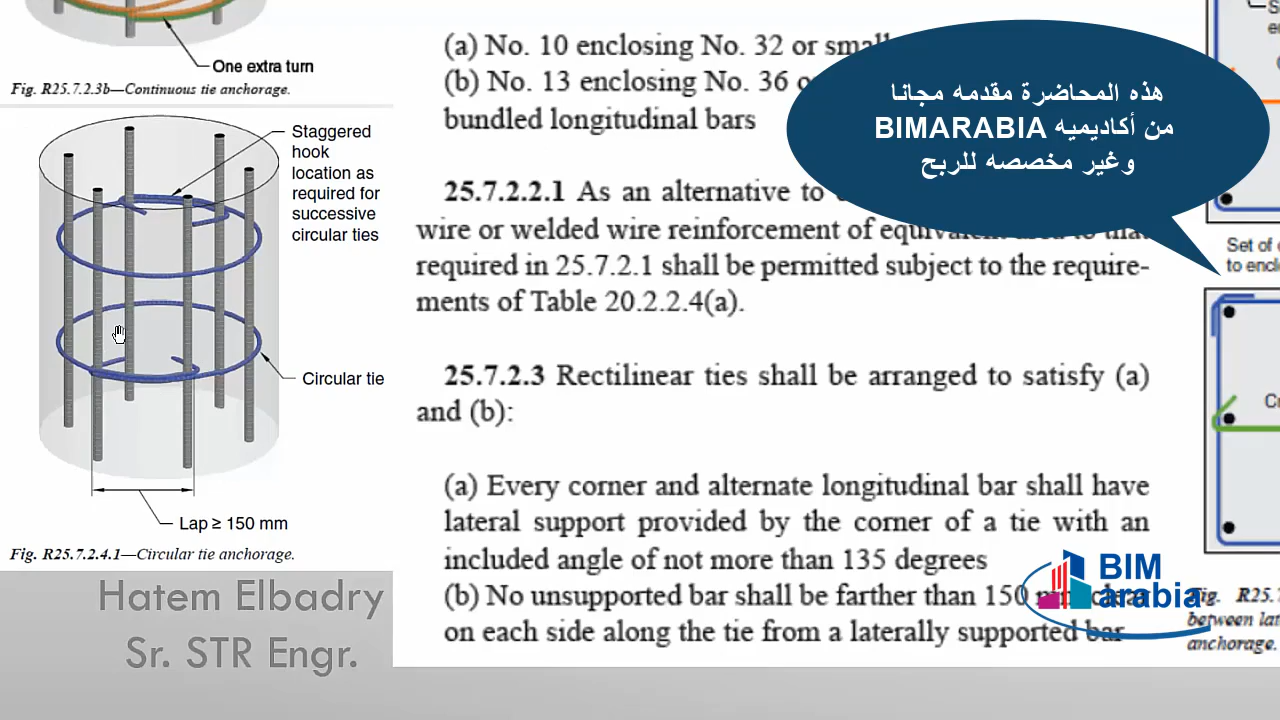 One extra turn
Fig. R25.7.2.3b—Continuous tie anchorage.
Staggered
hook
location as
required for
successive
circular ties
Circular tie
Lap ≥ 150 mm
Fig. R25.7.2.4.1—Circular tie anchorage.
Hatem Elbadry
Sr. STR Engr.
(a) No. 10 enclosing No. 32 or
(b) No. 13 enclosing No. 36
bundled longitudinal bars
25.7.2.2.1 As an alternative to
wire or welded wire reinforcement of equivalent area to that
required in 25.7.2.1 shall be permitted subject to the require-
ments of Table 20.2.2.4(a).
25.7.2.3 Rectilinear ties shall be arranged to satisfy (a)
and (b):
(a) Every corner and alternate longitudinal bar shall have
lateral support provided by the corner of a tie with an
included angle of not more than 135 degrees
(b) No unsupported bar shall be farther than 150
on each side along the tie from a laterally supported bar
هذه المحاضرة مقدمه مجانا
من أكاديميه BIMARABIA
وغير مخصصه للربح
Set of
to encl
BIM
arabia
Fig. R25.7
between lat
anchorage.